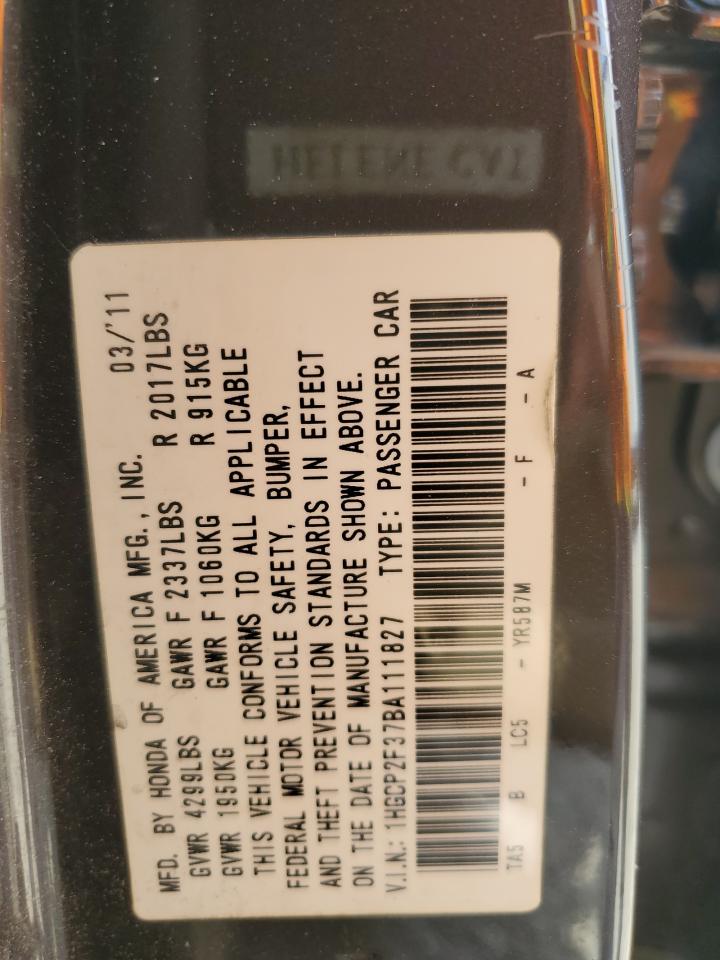 MFD. BY HONDA OF AMERICA MFG., INC. 03/'11
GVWR 4299LBS GAWR F 2337LBS R 2017LBS
GVWR 1950KG GAWR F 1060KG R 915KG
THIS VEHICLE CONFORMS TO ALL APPLICABLE
FEDERAL MOTOR VEHICLE SAFETY, BUMPER,
AND THEFT PREVENTION STANDARDS IN EFFECT
ON THE DATE OF MANUFACTURE SHOWN ABOVE.
V.I.N.: 1HGCP2F37BA111827 TYPE: PASSENGER CAR
TA5 B LC5 - YR587M - F - A